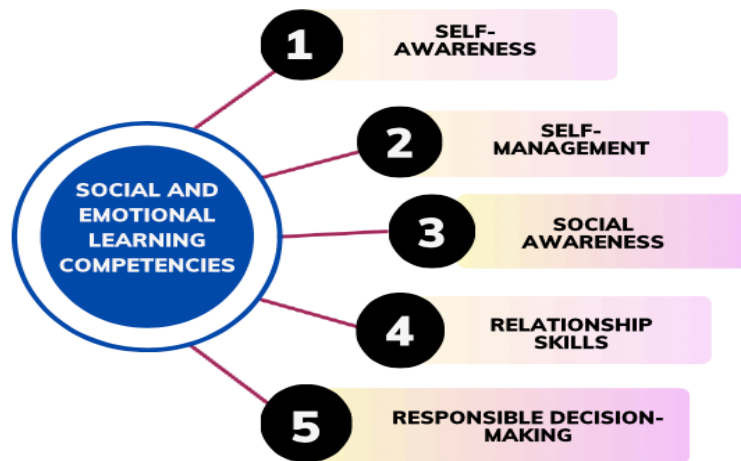 SOCIAL AND
EMOTIONAL
LEARNING
COMPETENCIES
1
SELF-
AWARENESS
2
SELF-
MANAGEMENT
3
SOCIAL
AWARENESS
4
RELATIONSHIP
SKILLS
5
RESPONSIBLE DECISION-
MAKING